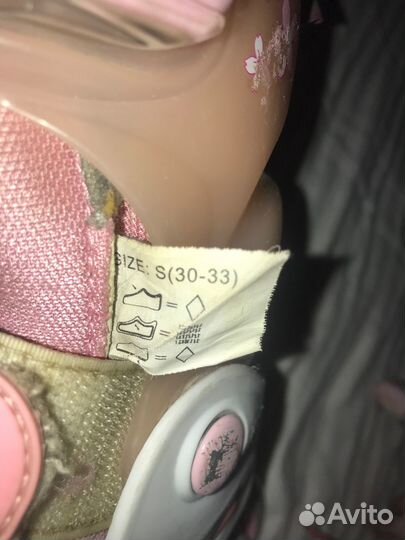 SIZE: S(30-33)
=
=
=
Avito